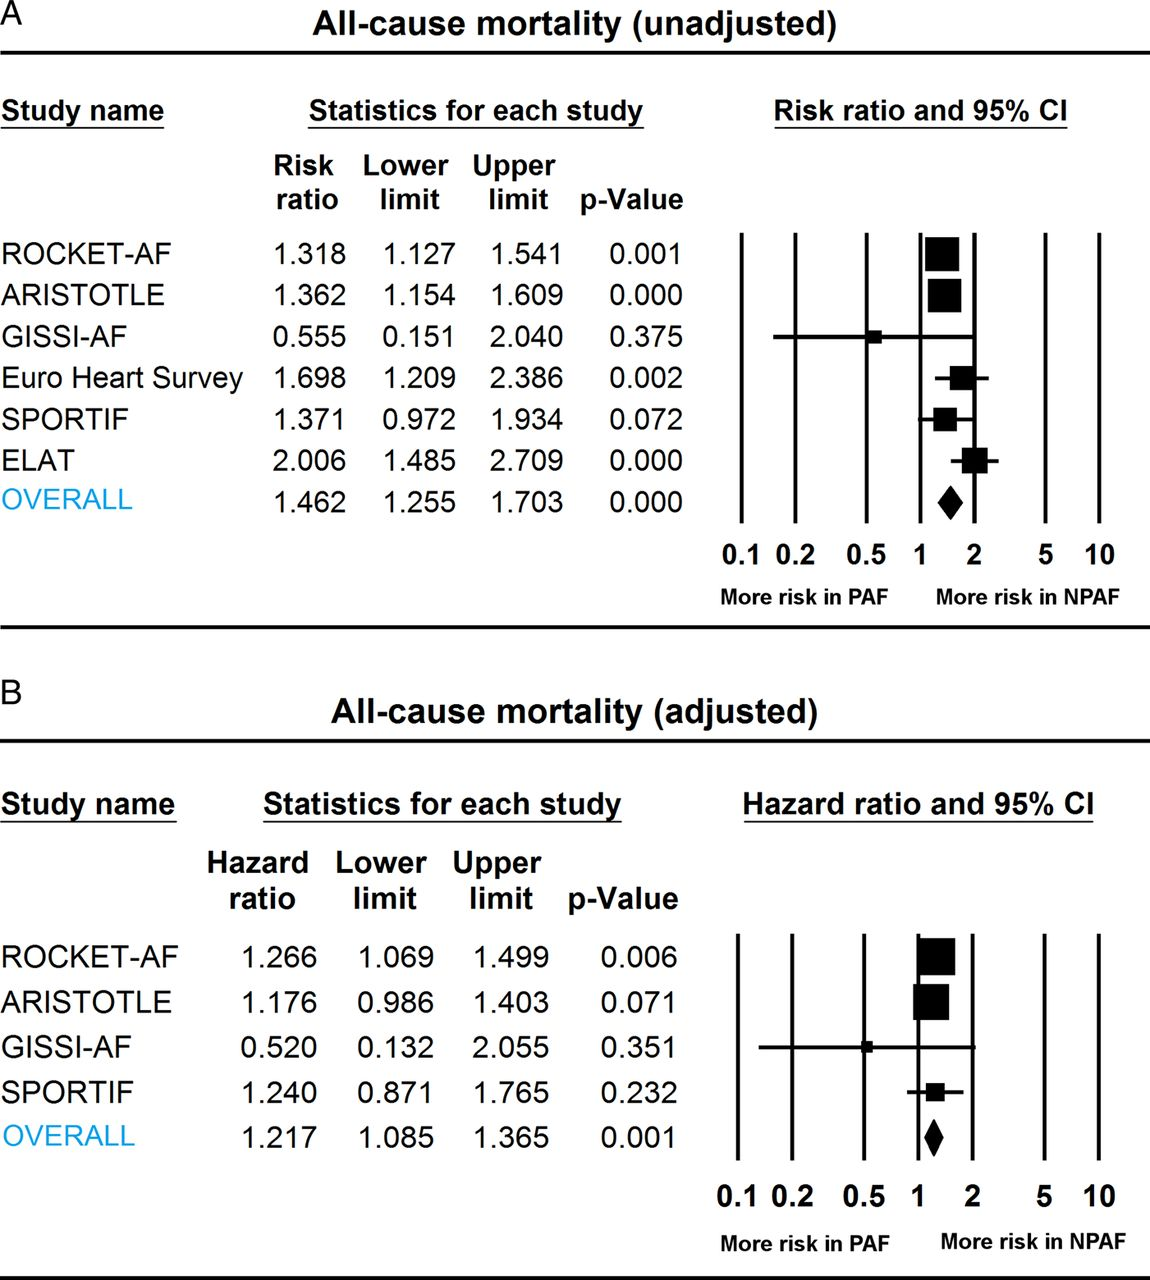 A
All-cause mortality (unadjusted)
Study name Statistics for each study Risk ratio and 95% CI
Risk Lower Upper
ratio limit limit p-Value
ROCKET-AF 1.318 1.127 1.541 0.001
ARISTOTLE 1.362 1.154 1.609 0.000
GISSI-AF 0.555 0.151 2.040 0.375
Euro Heart Survey 1.698 1.209 2.386 0.002
SPORTIF 1.371 0.972 1.934 0.072
ELAT 2.006 1.485 2.709 0.000
OVERALL 1.462 1.255 1.703 0.000
0.1 0.2 0.5 1 2 5 10
More risk in PAF More risk in NPAF
B
All-cause mortality (adjusted)
Study name Statistics for each study Hazard ratio and 95% CI
Hazard Lower Upper
ratio limit limit p-Value
ROCKET-AF 1.266 1.069 1.499 0.006
ARISTOTLE 1.176 0.986 1.403 0.071
GISSI-AF 0.520 0.132 2.055 0.351
SPORTIF 1.240 0.871 1.765 0.232
OVERALL 1.217 1.085 1.365 0.001
0.1 0.2 0.5 1 2 5 10
More risk in PAF More risk in NPAF